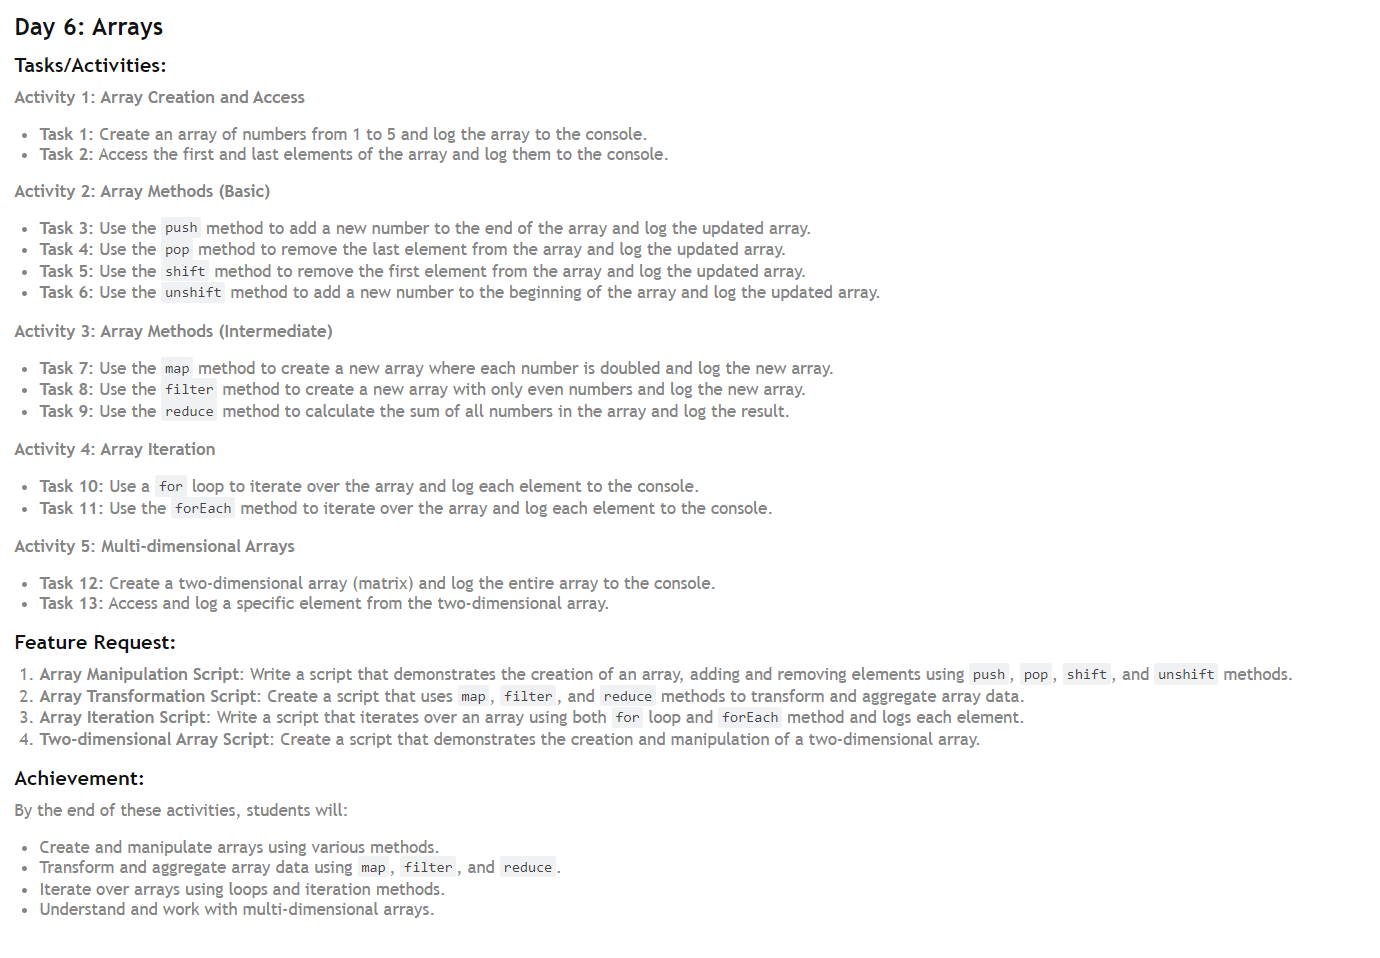 Day 6: Arrays
Tasks/Activities:
Activity 1: Array Creation and Access
• Task 1: Create an array of numbers from 1 to 5 and log the array to the console.
• Task 2: Access the first and last elements of the array and log them to the console.
Activity 2: Array Methods (Basic)
• Task 3: Use the push method to add a new number to the end of the array and log the updated array.
• Task 4: Use the pop method to remove the last element from the array and log the updated array.
• Task 5: Use the shift method to remove the first element from the array and log the updated array.
• Task 6: Use the unshift method to add a new number to the beginning of the array and log the updated array.
Activity 3: Array Methods (Intermediate)
• Task 7: Use the map method to create a new array where each number is doubled and log the new array.
• Task 8: Use the filter method to create a new array with only even numbers and log the new array.
• Task 9: Use the reduce method to calculate the sum of all numbers in the array and log the result.
Activity 4: Array Iteration
• Task 10: Use a for loop to iterate over the array and log each element to the console.
• Task 11: Use the forEach method to iterate over the array and log each element to the console.
Activity 5: Multi-dimensional Arrays
• Task 12: Create a two-dimensional array (matrix) and log the entire array to the console.
• Task 13: Access and log a specific element from the two-dimensional array.
Feature Request:
1. Array Manipulation Script: Write a script that demonstrates the creation of an array, adding and removing elements using push, pop, shift, and unshift methods.
2. Array Transformation Script: Create a script that uses map, filter, and reduce methods to transform and aggregate array data.
3. Array Iteration Script: Write a script that iterates over an array using both for loop and forEach method and logs each element.
4. Two-dimensional Array Script: Create a script that demonstrates the creation and manipulation of a two-dimensional array.
Achievement:
By the end of these activities, students will:
• Create and manipulate arrays using various methods.
• Transform and aggregate array data using map, filter, and reduce.
• Iterate over arrays using loops and iteration methods.
• Understand and work with multi-dimensional arrays.